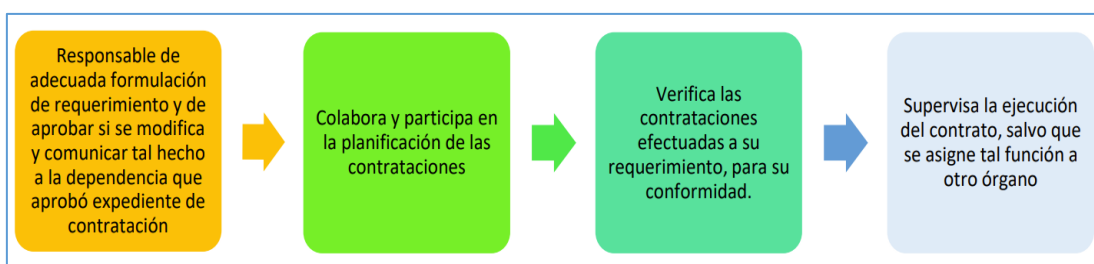 Responsable de
adecuada formulación
de requerimiento y de
aprobar si se modifica
y comunicar tal hecho
a la dependencia que
aprobó expediente de
contratación
Colabora y participa en
la planificación de las
contrataciones
Verifica las
contrataciones
efectuadas a su
requerimiento, para su
conformidad.
Supervisa la ejecución
del contrato, salvo que
se asigne tal función a
otro órgano